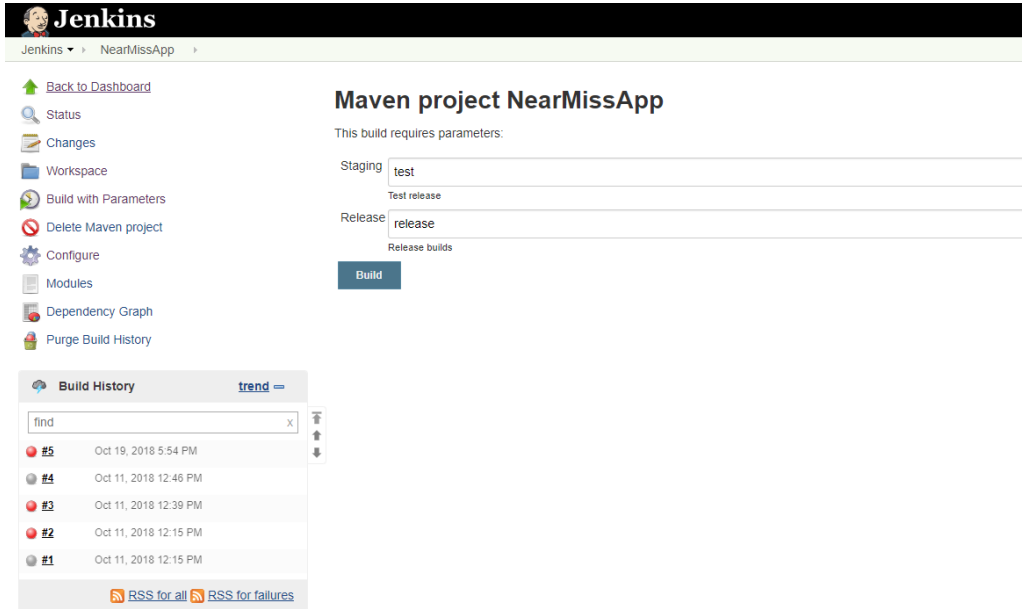 Jenkins
Jenkins NearMissApp
Back to Dashboard
Status
Changes
Workspace
Build with Parameters
Delete Maven project
Configure
Modules
Dependency Graph
Purge Build History
Build History trend
find x
#5 Oct 19, 2018 5:54 PM
#4 Oct 11, 2018 12:46 PM
#3 Oct 11, 2018 12:39 PM
#2 Oct 11, 2018 12:15 PM
#1 Oct 11, 2018 12:15 PM
RSS for all RSS for failures
Maven project NearMissApp
This build requires parameters:
Staging test
Test release
Release release
Release builds
Build